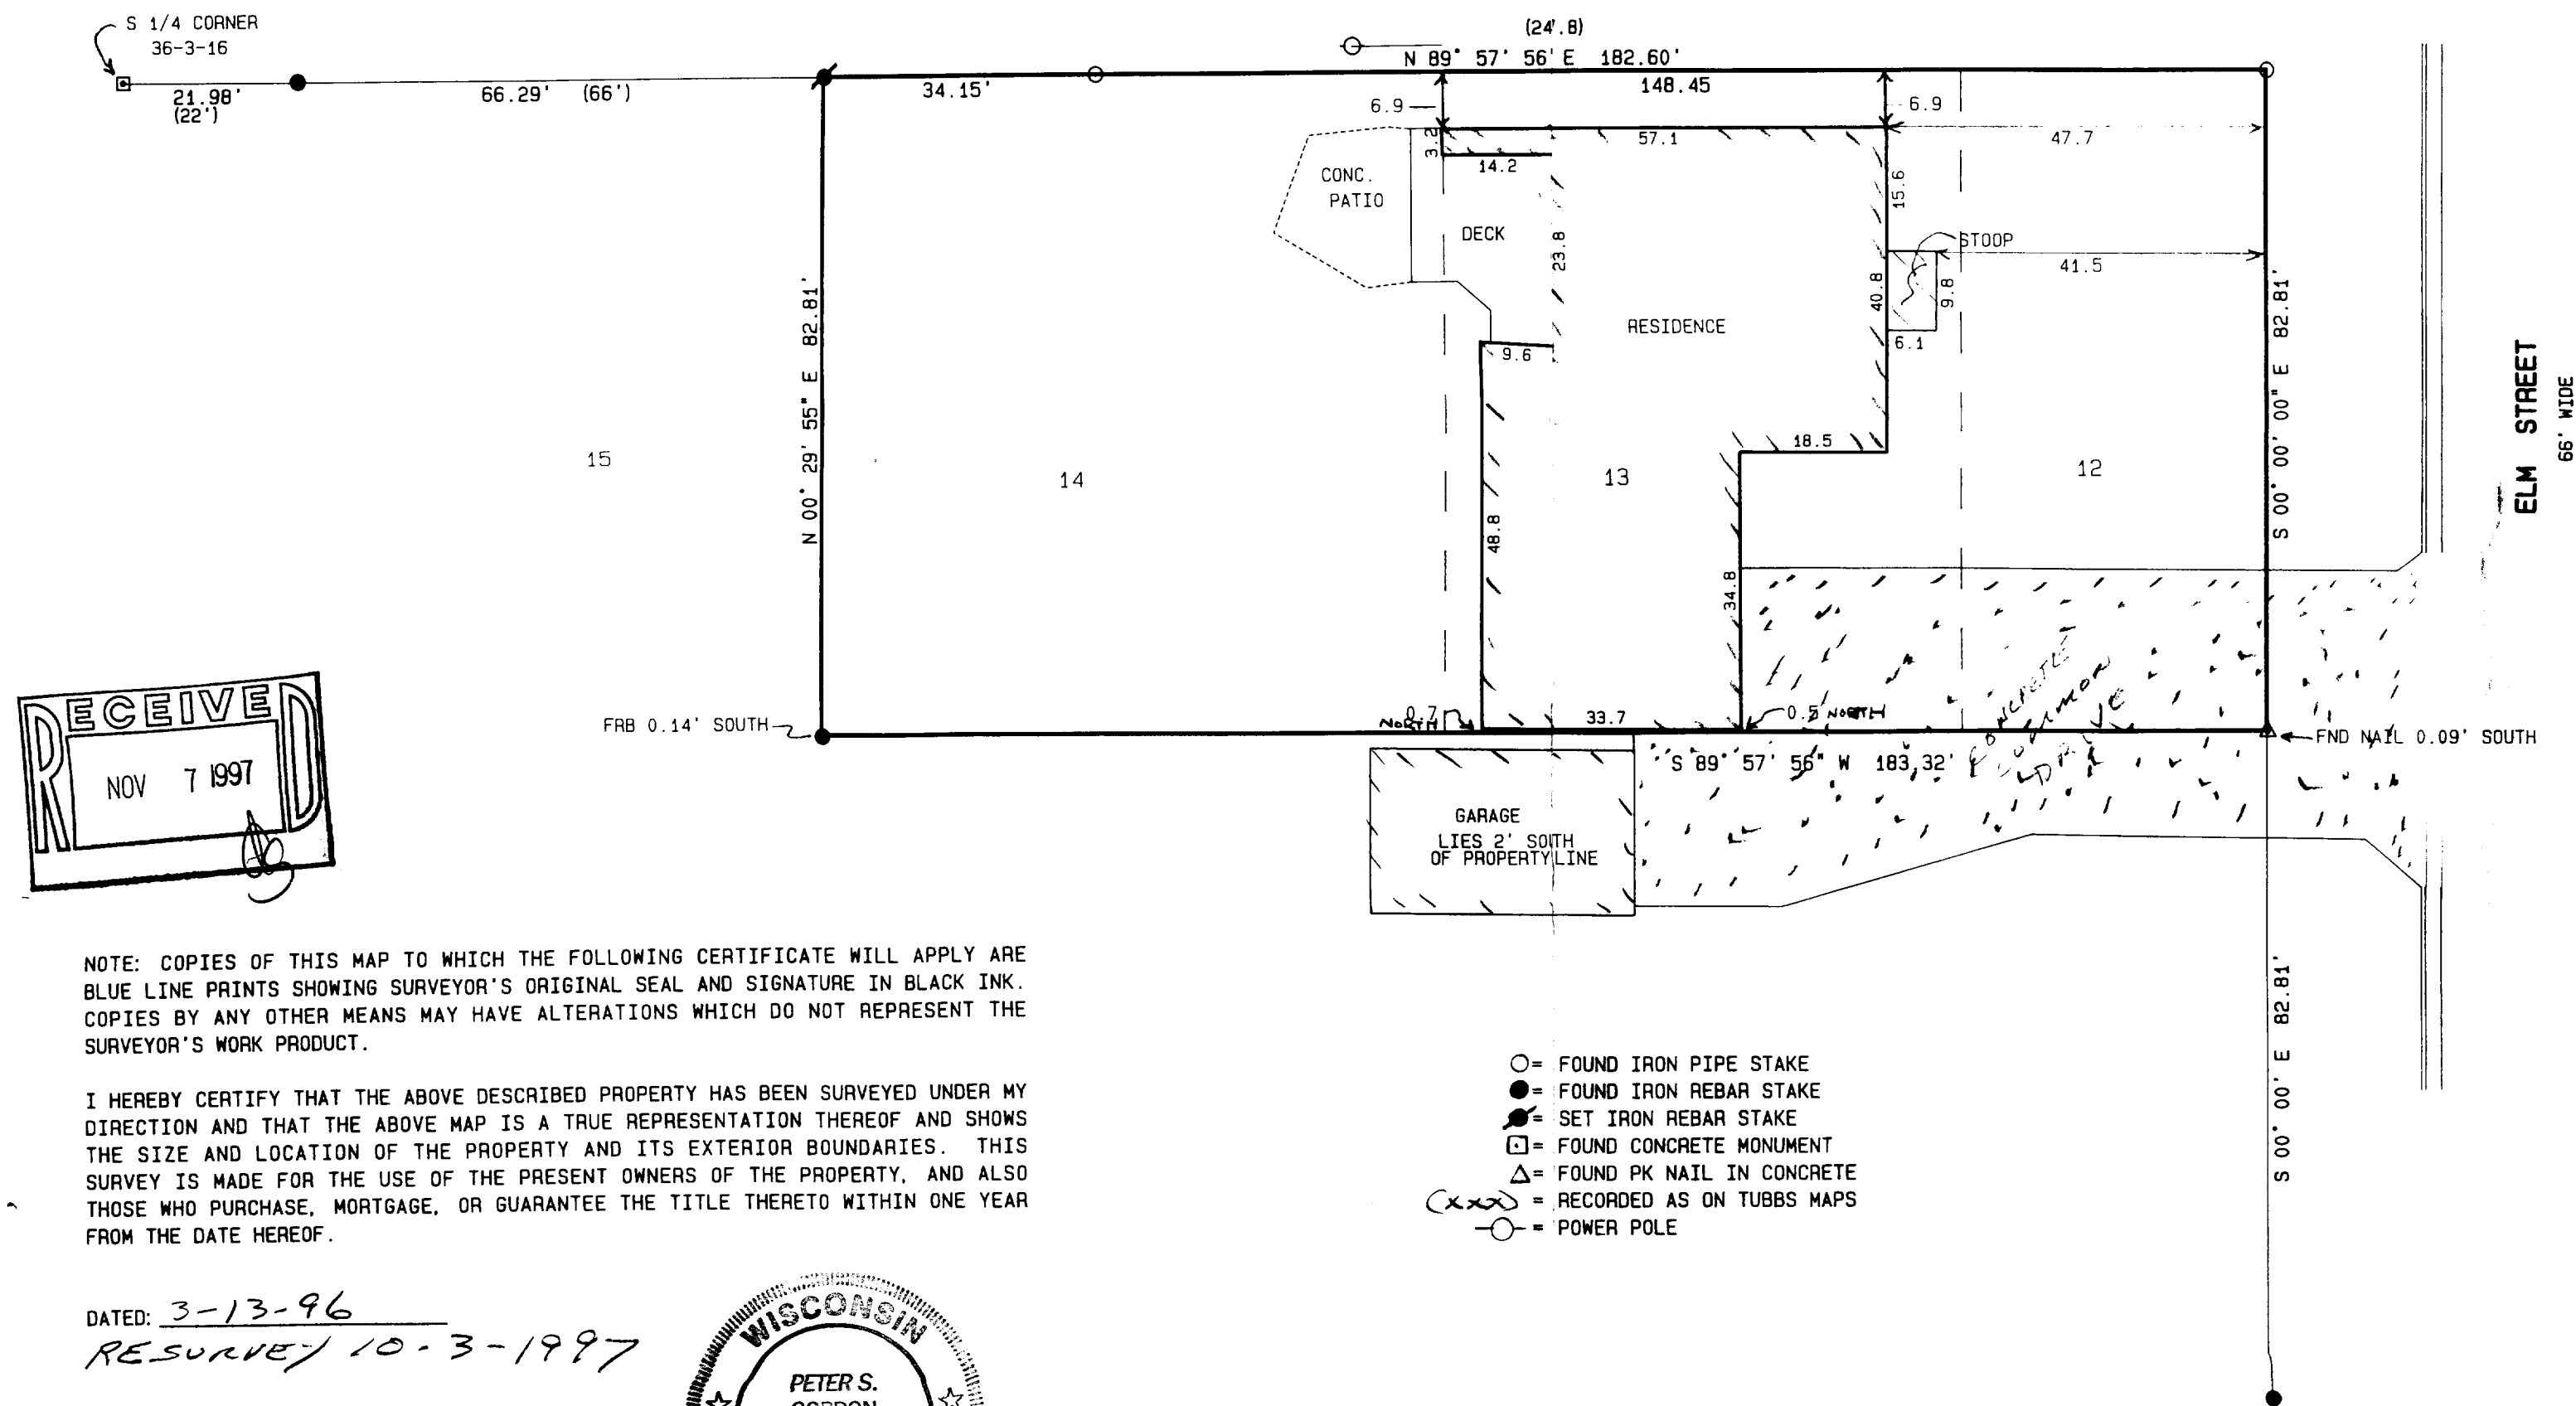 S 1/4 CORNER
36-3-16
21.98'
(22')
66.29' (66')
34.15'
(24'.8)
N 89° 57' 56' E 182.60'
148.45
6.9
6.9
3.2
57.1
47.7
14.2
CONC.
PATIO
DECK
23.8
15.6
STOOP
41.5
40.8
9.8
6.1
RESIDENCE
9.6
N 00° 29' 55" E 82.81'
S 00° 00' 00" E 82.81'
ELM STREET
66' WIDE
15
14
13
12
18.5
48.8
34.8
FRB 0.14' SOUTH
0.7
NORTH
33.7
0.5 NORTH
CONCRETE
COMMON
DRIVE
S 89° 57' 56" W 183.32'
FND NAIL 0.09' SOUTH
GARAGE
LIES 2' SOUTH
OF PROPERTY LINE
S 00° 00' E 82.81'
RECEIVED
NOV 7 1997
NOTE: COPIES OF THIS MAP TO WHICH THE FOLLOWING CERTIFICATE WILL APPLY ARE
BLUE LINE PRINTS SHOWING SURVEYOR'S ORIGINAL SEAL AND SIGNATURE IN BLACK INK.
COPIES BY ANY OTHER MEANS MAY HAVE ALTERATIONS WHICH DO NOT REPRESENT THE
SURVEYOR'S WORK PRODUCT.
I HEREBY CERTIFY THAT THE ABOVE DESCRIBED PROPERTY HAS BEEN SURVEYED UNDER MY
DIRECTION AND THAT THE ABOVE MAP IS A TRUE REPRESENTATION THEREOF AND SHOWS
THE SIZE AND LOCATION OF THE PROPERTY AND ITS EXTERIOR BOUNDARIES. THIS
SURVEY IS MADE FOR THE USE OF THE PRESENT OWNERS OF THE PROPERTY, AND ALSO
THOSE WHO PURCHASE, MORTGAGE, OR GUARANTEE THE TITLE THERETO WITHIN ONE YEAR
FROM THE DATE HEREOF.
DATED: 3-13-96
RESURVEY 10-3-1997
WISCONSIN
PETER S.
GORDON
= FOUND IRON PIPE STAKE
= FOUND IRON REBAR STAKE
= SET IRON REBAR STAKE
= FOUND CONCRETE MONUMENT
= FOUND PK NAIL IN CONCRETE
(xxx) = RECORDED AS ON TUBBS MAPS
= POWER POLE